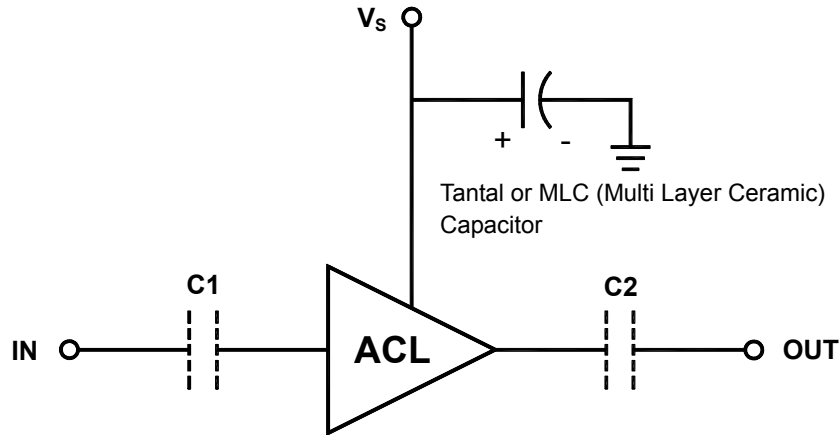 Vₛ
+ -
Tantal or MLC (Multi Layer Ceramic)
Capacitor
C1
C2
IN
ACL
OUT